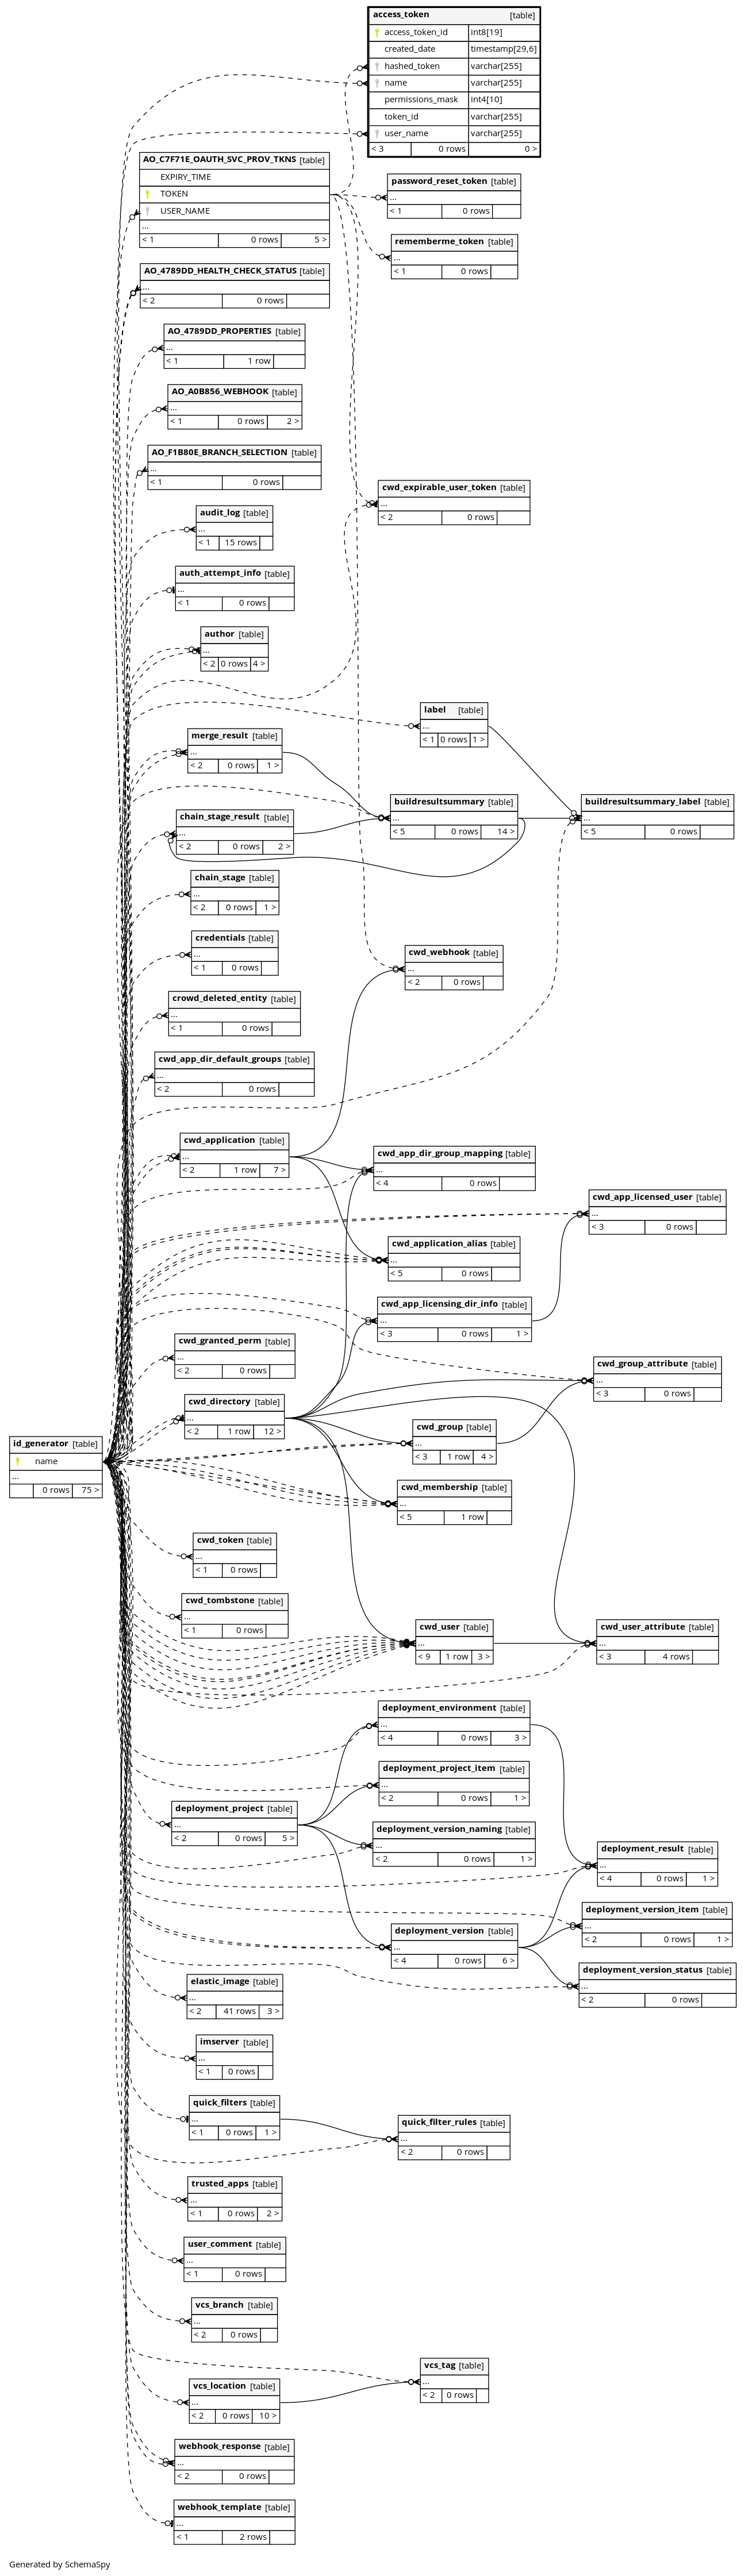 access_token [table]
access_token_id int8[19]
created_date timestamp[29,6]
hashed_token varchar[255]
name varchar[255]
permissions_mask int4[10]
token_id varchar[255]
user_name varchar[255]
< 3 0 rows 0 >
AO_C7F71E_OAUTH_SVC_PROV_TKNS [table]
EXPIRY_TIME
TOKEN
USER_NAME
...
< 1 0 rows 5 >
password_reset_token [table]
...
< 1 0 rows
rememberme_token [table]
...
< 1 0 rows
AO_4789DD_HEALTH_CHECK_STATUS [table]
...
< 2 0 rows
AO_4789DD_PROPERTIES [table]
...
< 1 1 row
AO_A0B856_WEBHOOK [table]
...
< 1 0 rows 2 >
AO_F1B80E_BRANCH_SELECTION [table]
...
< 1 0 rows
cwd_expirable_user_token [table]
...
< 2 0 rows
audit_log [table]
...
< 1 15 rows
auth_attempt_info [table]
...
< 1 0 rows
author [table]
...
< 2 0 rows 4 >
label [table]
...
< 1 0 rows 1 >
merge_result [table]
...
< 2 0 rows 1 >
buildresultsummary [table]
...
< 5 0 rows 14 >
buildresultsummary_label [table]
...
< 5 0 rows
chain_stage_result [table]
...
< 2 0 rows 2 >
chain_stage [table]
...
< 2 0 rows 1 >
credentials [table]
...
< 1 0 rows
cwd_webhook [table]
...
< 2 0 rows
crowd_deleted_entity [table]
...
< 1 0 rows
cwd_app_dir_default_groups [table]
...
< 2 0 rows
cwd_application [table]
...
< 2 1 row 7 >
cwd_app_dir_group_mapping [table]
...
< 4 0 rows
cwd_app_licensed_user [table]
...
< 3 0 rows
cwd_application_alias [table]
...
< 5 0 rows
cwd_app_licensing_dir_info [table]
...
< 3 0 rows 1 >
cwd_granted_perm [table]
...
< 2 0 rows
cwd_group_attribute [table]
...
< 3 0 rows
cwd_directory [table]
...
< 2 1 row 12 >
cwd_group [table]
...
< 3 1 row 4 >
id_generator [table]
name
...
0 rows 75 >
cwd_membership [table]
...
< 5 1 row
cwd_token [table]
...
< 1 0 rows
cwd_tombstone [table]
...
< 1 0 rows
cwd_user [table]
...
< 9 1 row 3 >
cwd_user_attribute [table]
...
< 3 4 rows
deployment_environment [table]
...
< 4 0 rows 3 >
deployment_project_item [table]
...
< 2 0 rows 1 >
deployment_project [table]
...
< 2 0 rows 5 >
deployment_version_naming [table]
...
< 2 0 rows 1 >
deployment_result [table]
...
< 4 0 rows 1 >
deployment_version_item [table]
...
< 2 0 rows 1 >
deployment_version [table]
...
< 4 0 rows 6 >
deployment_version_status [table]
...
< 2 0 rows
elastic_image [table]
...
< 2 41 rows 3 >
imserver [table]
...
< 1 0 rows
quick_filters [table]
...
< 1 0 rows 1 >
quick_filter_rules [table]
...
< 2 0 rows
trusted_apps [table]
...
< 1 0 rows 2 >
user_comment [table]
...
< 1 0 rows
vcs_branch [table]
...
< 2 0 rows
vcs_tag [table]
...
< 2 0 rows
vcs_location [table]
...
< 2 0 rows 10 >
webhook_response [table]
...
< 2 0 rows
webhook_template [table]
...
< 1 2 rows
Generated by SchemaSpy